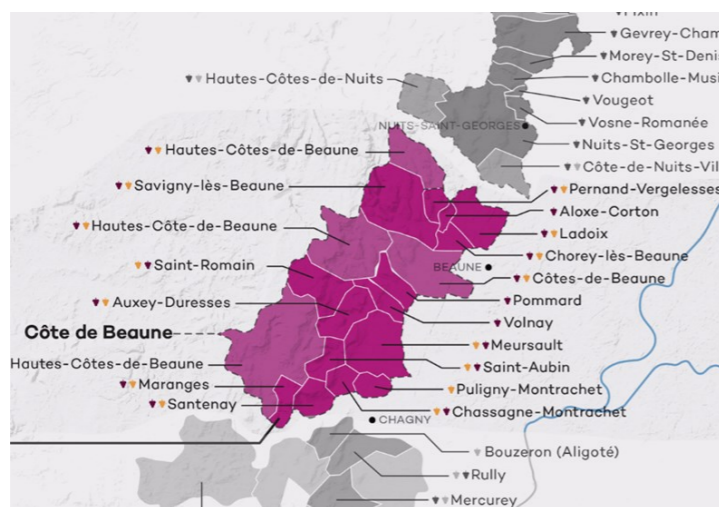 Fixin
Gevrey-Cham
Morey-St-Denis
Chambolle-Musi
Vougeot
Vosne-Romanée
Nuits-St-Georges
Côte-de-Nuits-Vil
Hautes-Côtes-de-Nuits
NUITS-SAINT-GEORGES
Hautes-Côtes-de-Beaune
Savigny-lès-Beaune
Hautes-Côte-de-Beaune
Saint-Romain
Auxey-Duresses
Côte de Beaune
Hautes-Côtes-de-Beaune
Maranges
Santenay
Pernand-Vergelesses
Aloxe-Corton
Ladoix
Chorey-lès-Beaune
BEAUNE
Côtes-de-Beaune
Pommard
Volnay
Meursault
Saint-Aubin
Puligny-Montrachet
Chassagne-Montrachet
CHAGNY
Bouzeron (Aligoté)
Rully
Mercurey